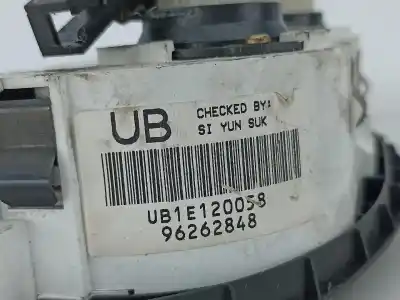 UB
CHECKED BY:
SI YUN SUK
UB1E120058
96262848